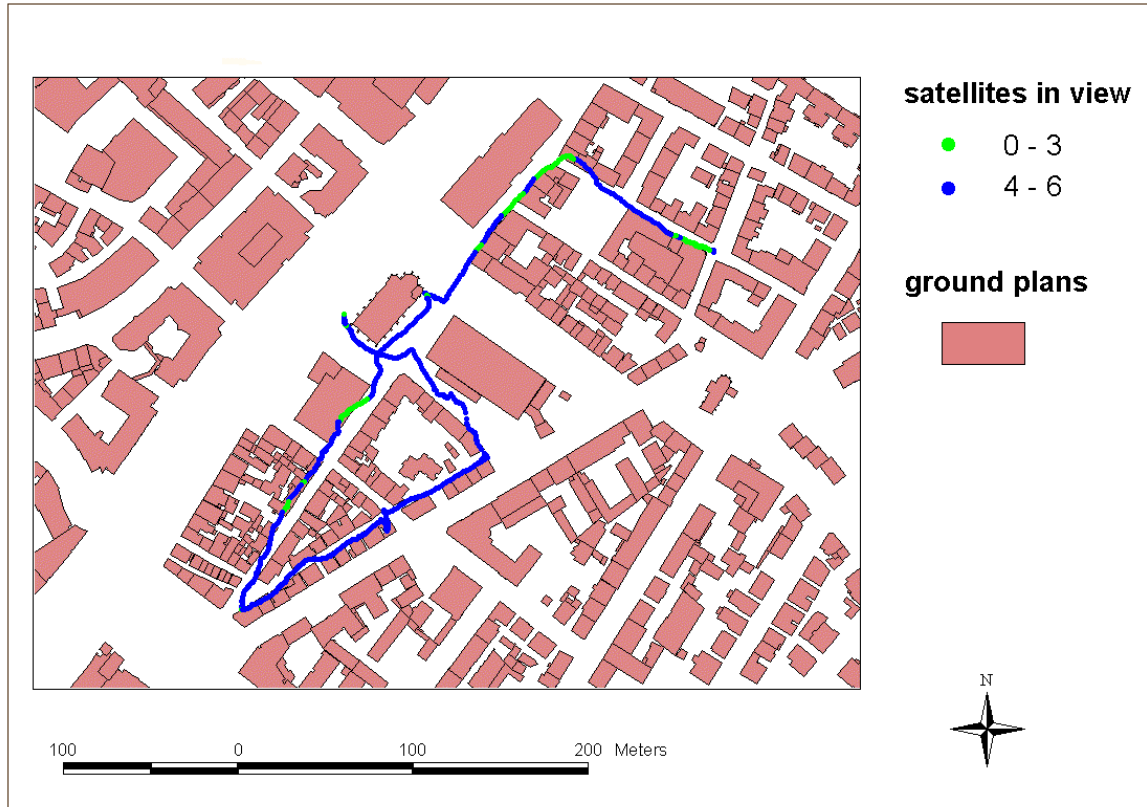 satellites in view
0 - 3
4 - 6
ground plans
N
100 0 100 200 Meters